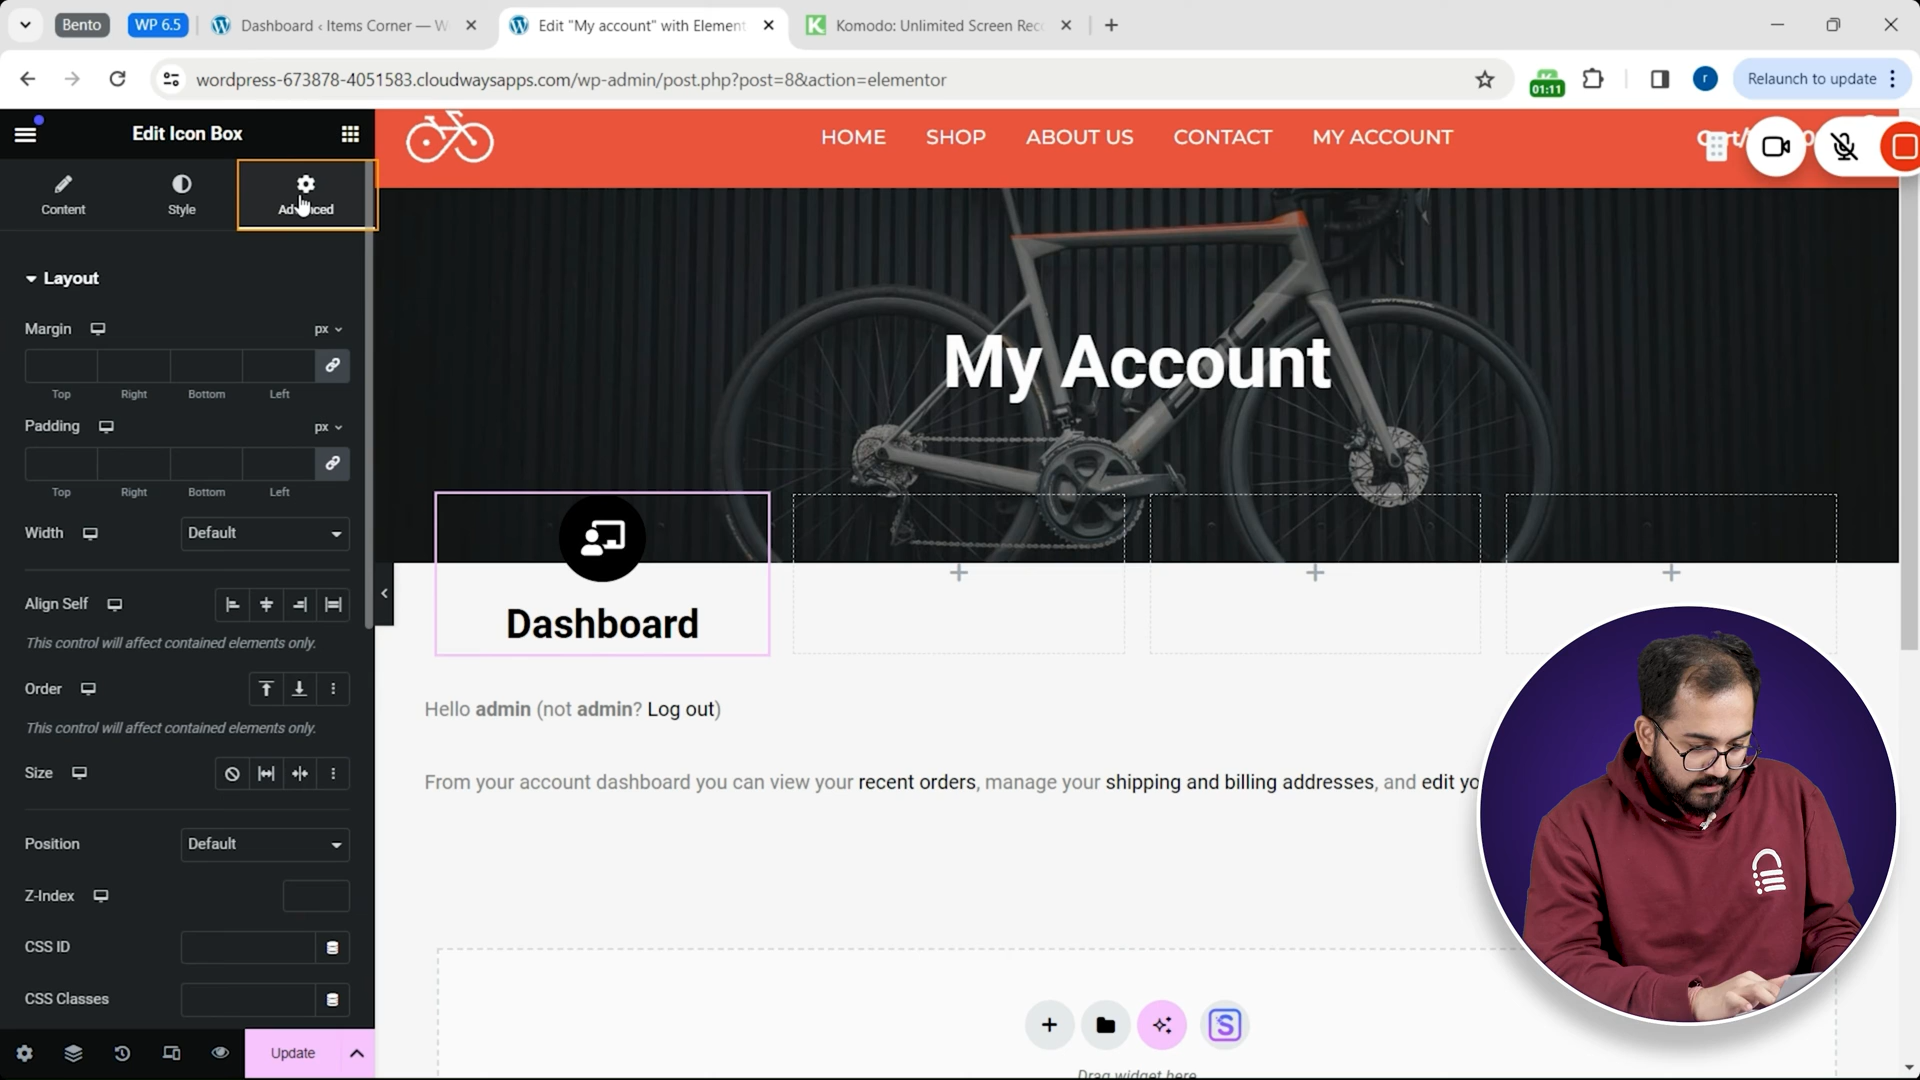 Bento
WP 6.5
Dashboard ‹ Items Corner — W
Edit "My account" with Element
Komodo: Unlimited Screen Rec
wordpress-673878-4051583.cloudwaysapps.com/wp-admin/post.php?post=8&action=elementor
01:11
r
Relaunch to update
Edit Icon Box
HOME
SHOP
ABOUT US
CONTACT
MY ACCOUNT
Content
Style
Advanced
Layout
Margin
px
Top
Right
Bottom
Left
Padding
px
Top
Right
Bottom
Left
Width
Default
Align Self
This control will affect contained elements only.
Order
This control will affect contained elements only.
Size
Position
Default
Z-Index
CSS ID
CSS Classes
Update
My Account
Dashboard
Hello admin (not admin? Log out)
From your account dashboard you can view your recent orders, manage your shipping and billing addresses, and edit yo
S
Drag widget here